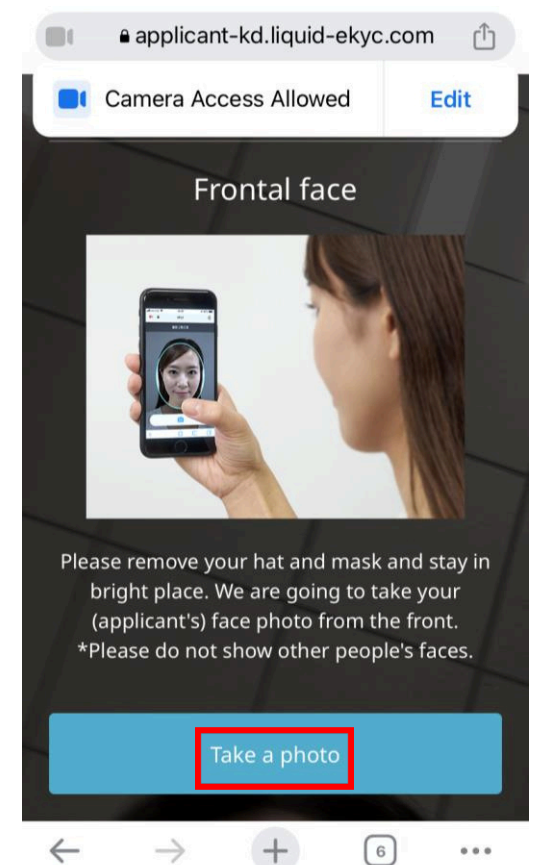 applicant-kd.liquid-ekyc.com
Camera Access Allowed
Edit
Frontal face
Please remove your hat and mask and stay in
bright place. We are going to take your
(applicant's) face photo from the front.
*Please do not show other people's faces.
Take a photo
6